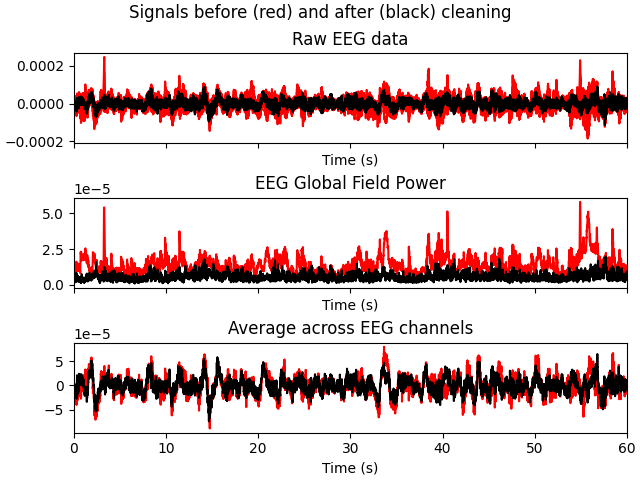 Signals before (red) and after (black) cleaning
Raw EEG data
0.0002
0.0000
−0.0002
Time (s)
EEG Global Field Power
1e−5
5.0
2.5
0.0
Time (s)
Average across EEG channels
1e−5
5
0
−5
0 10 20 30 40 50 60
Time (s)